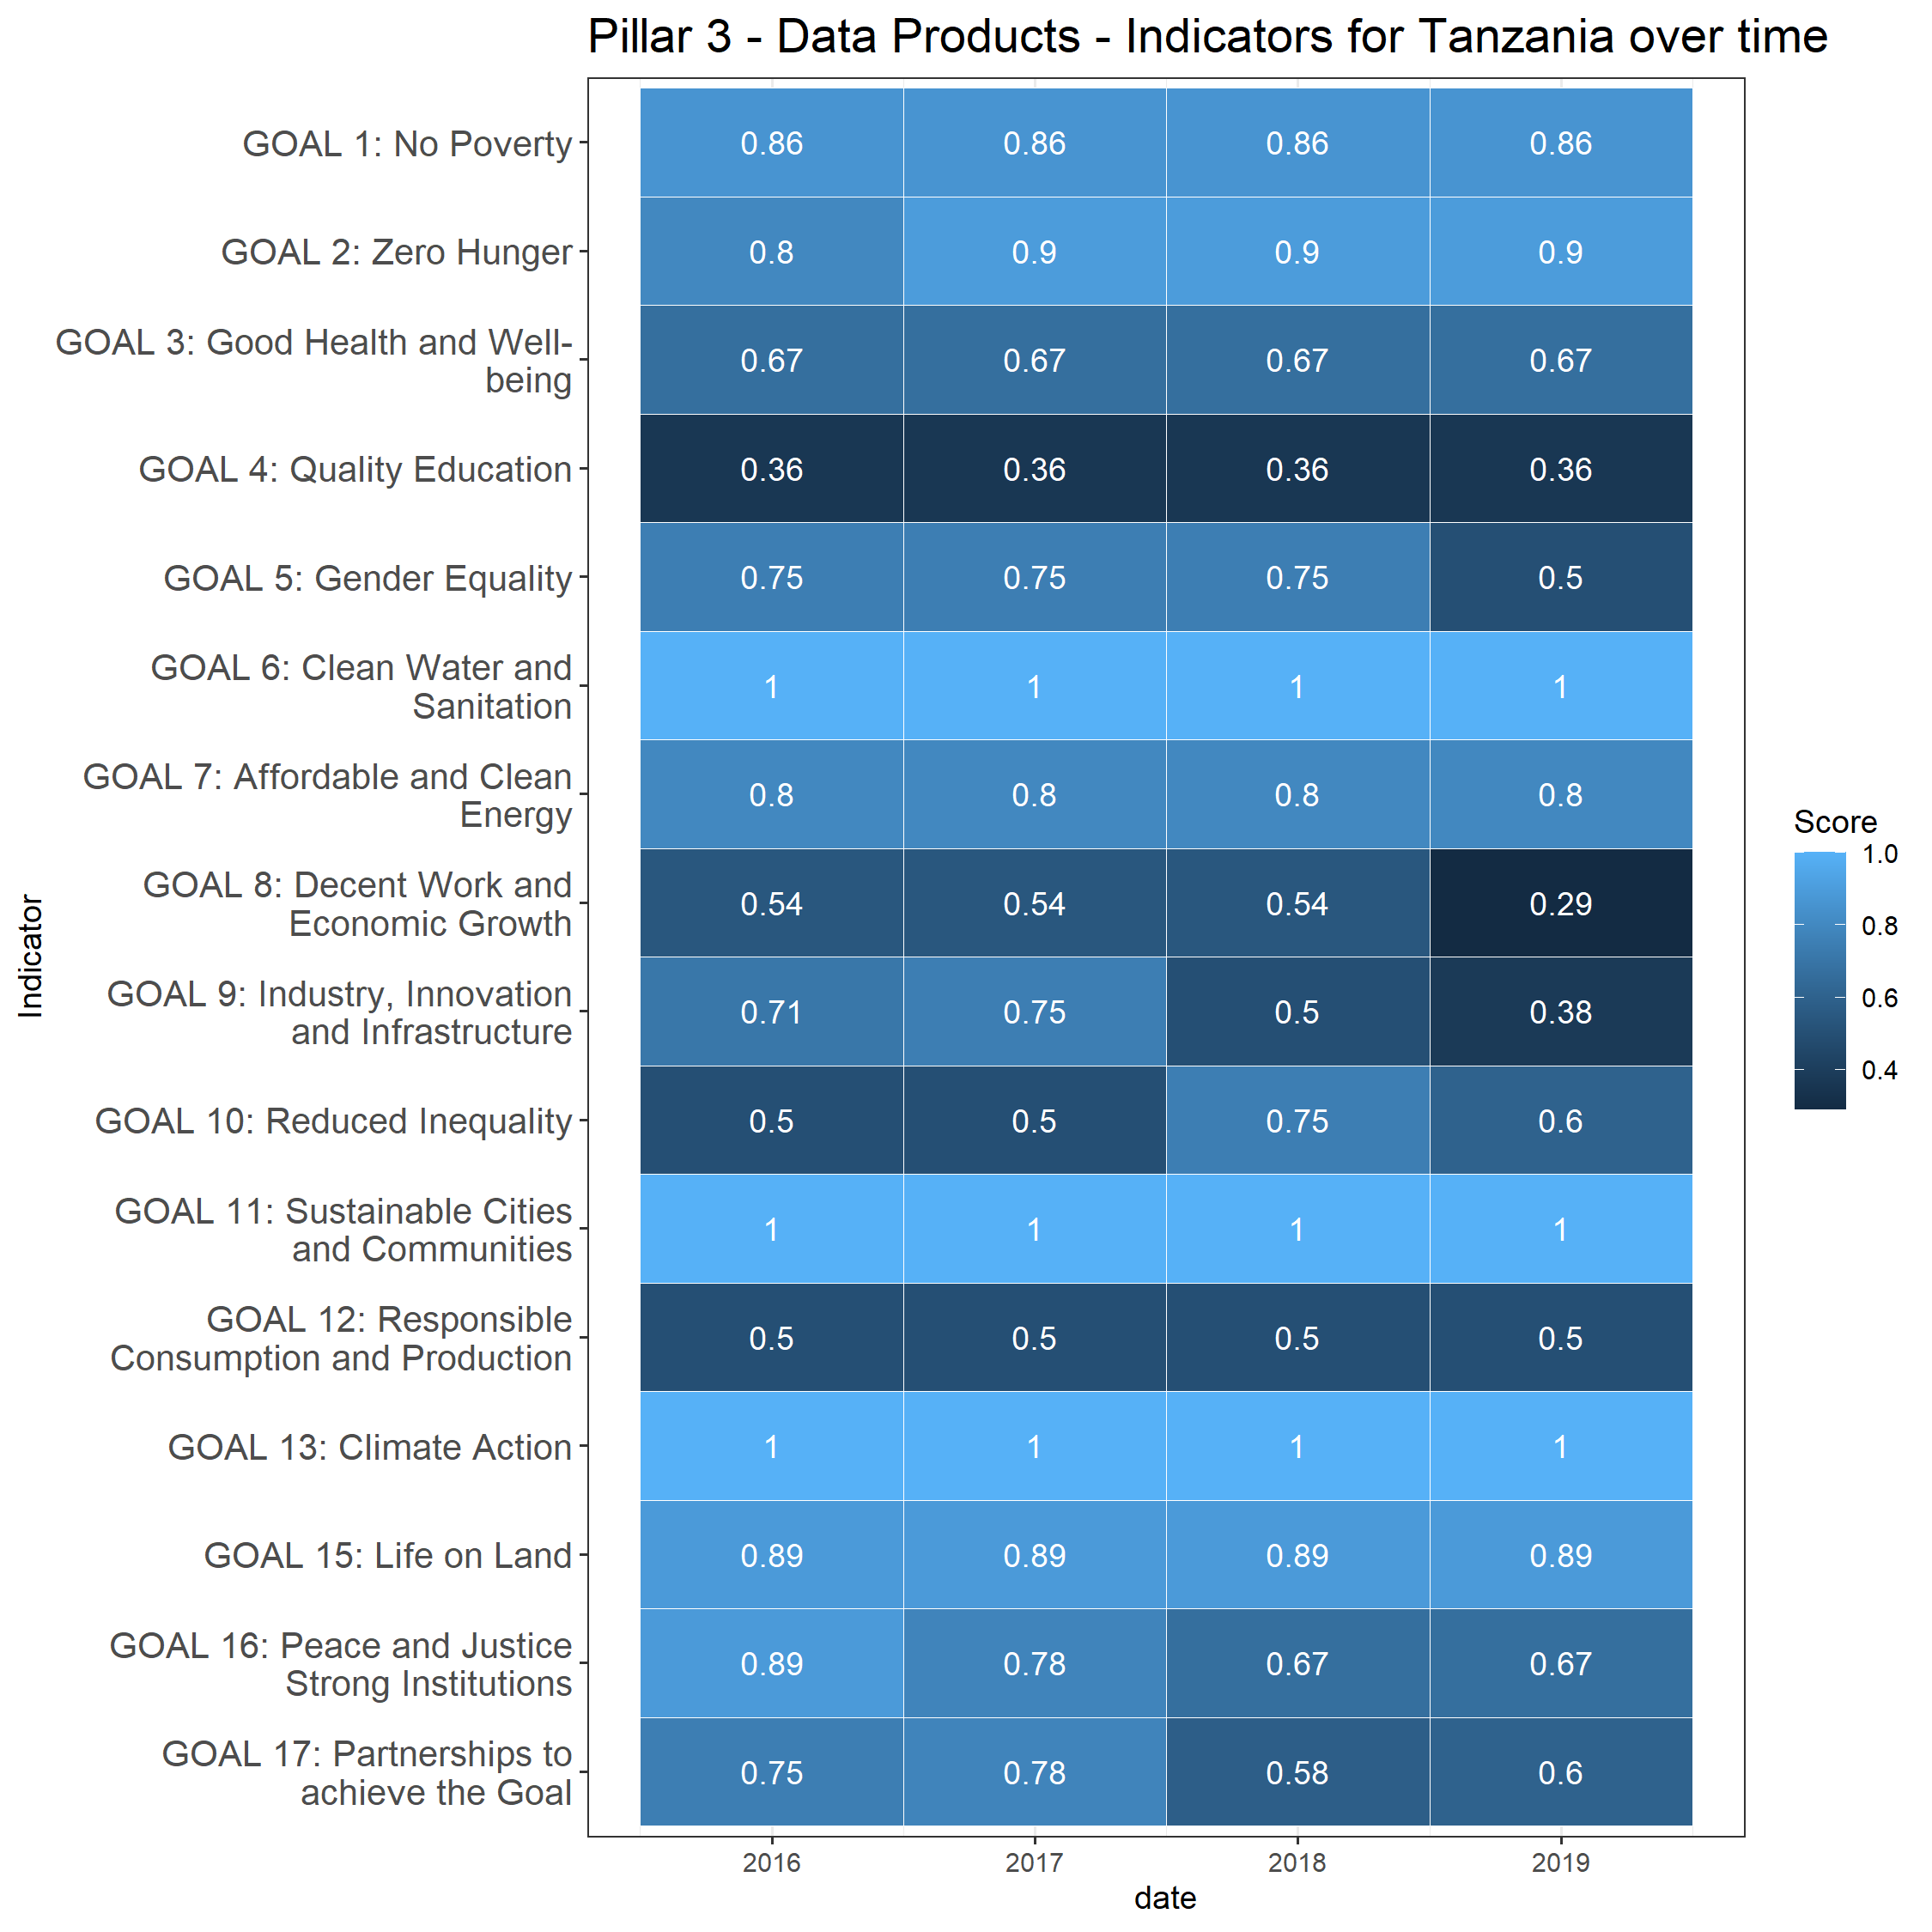 Pillar 3 - Data Products - Indicators for Tanzania over time
GOAL 1: No Poverty 0.86 0.86 0.86 0.86
GOAL 2: Zero Hunger 0.8 0.9 0.9 0.9
GOAL 3: Good Health and Well-
being 0.67 0.67 0.67 0.67
GOAL 4: Quality Education 0.36 0.36 0.36 0.36
GOAL 5: Gender Equality 0.75 0.75 0.75 0.5
GOAL 6: Clean Water and
Sanitation 1 1 1 1
GOAL 7: Affordable and Clean
Energy 0.8 0.8 0.8 0.8
GOAL 8: Decent Work and
Economic Growth 0.54 0.54 0.54 0.29
GOAL 9: Industry, Innovation
and Infrastructure 0.71 0.75 0.5 0.38
GOAL 10: Reduced Inequality 0.5 0.5 0.75 0.6
GOAL 11: Sustainable Cities
and Communities 1 1 1 1
GOAL 12: Responsible
Consumption and Production 0.5 0.5 0.5 0.5
GOAL 13: Climate Action 1 1 1 1
GOAL 15: Life on Land 0.89 0.89 0.89 0.89
GOAL 16: Peace and Justice
Strong Institutions 0.89 0.78 0.67 0.67
GOAL 17: Partnerships to
achieve the Goal 0.75 0.78 0.58 0.6
2016 2017 2018 2019
date
Indicator
Score
1.0
0.8
0.6
0.4